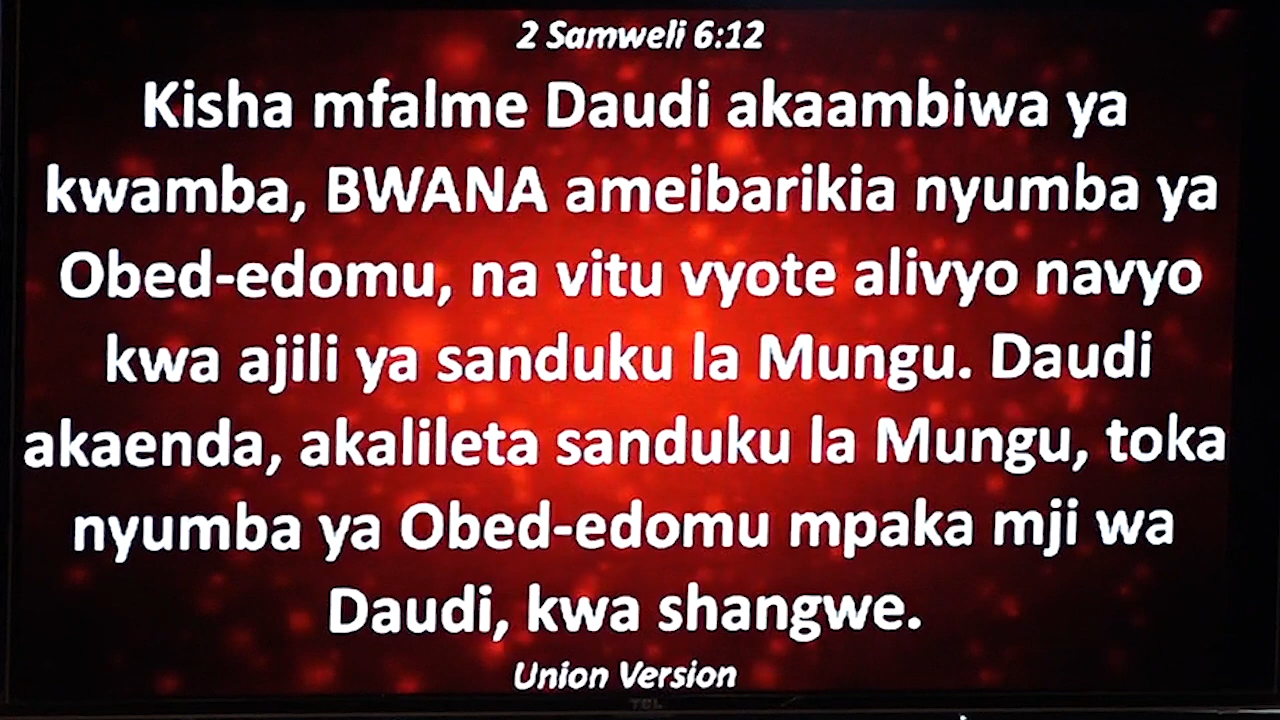 2 Samweli 6:12
Kisha mfalme Daudi akaambiwa ya
kwamba, BWANA ameibarikia nyumba ya
Obed-edomu, na vitu vyote alivyo navyo
kwa ajili ya sanduku la Mungu. Daudi
akaenda, akalileta sanduku la Mungu, toka
nyumba ya Obed-edomu mpaka mji wa
Daudi, kwa shangwe.
Union Version
TCL